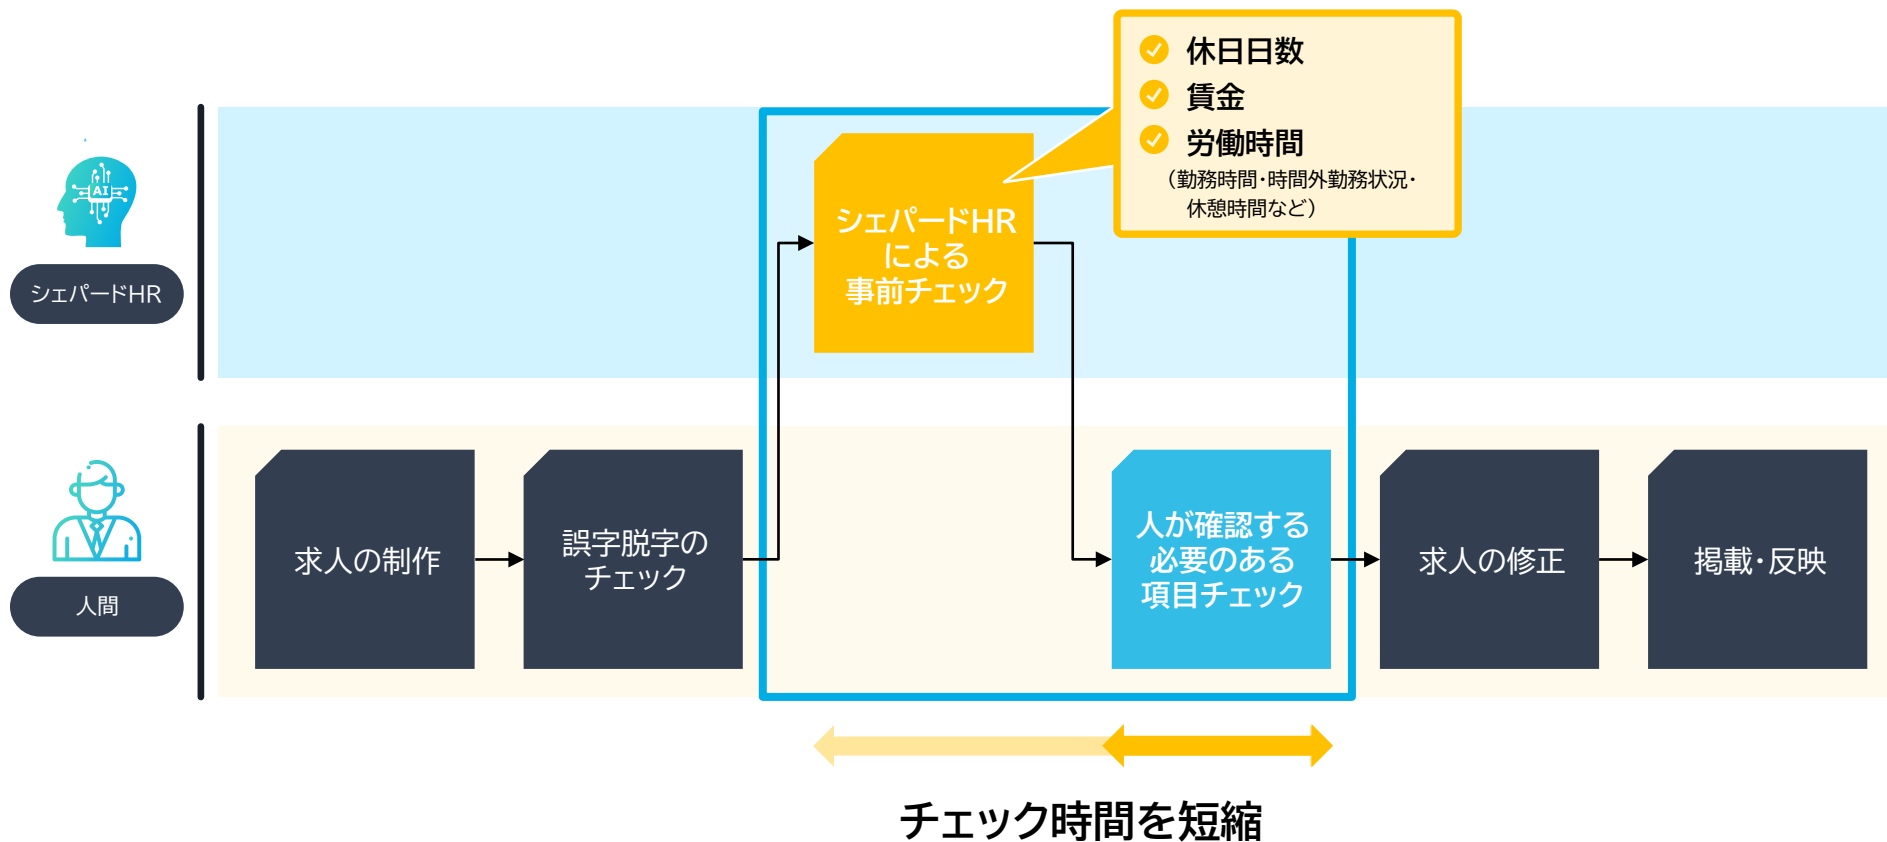 休日日数
賃金
労働時間
（勤務時間・時間外勤務状況・
休憩時間など）
AI
シェパードHR
シェパードHR
による
事前チェック
人間
求人の制作
誤字脱字の
チェック
人が確認する
必要のある
項目チェック
求人の修正
掲載・反映
チェック時間を短縮